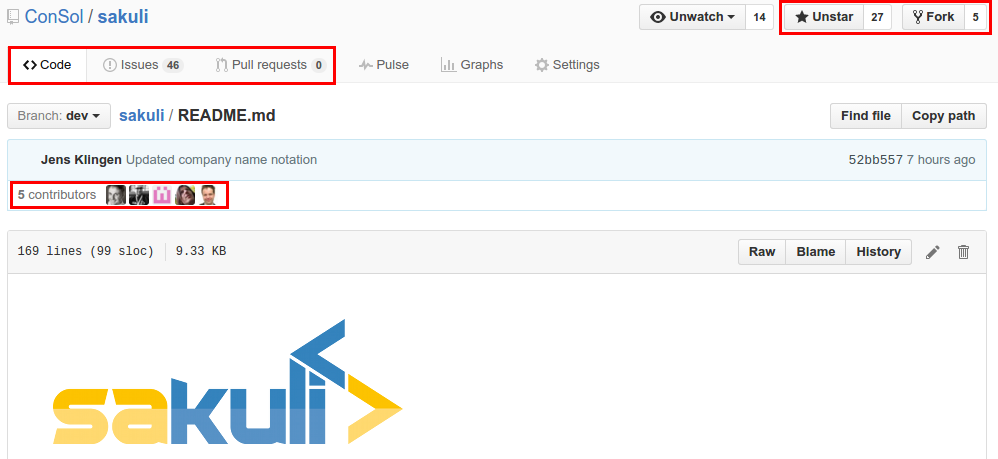 ConSol / sakuli Unwatch 14 Unstar 27 Fork 5
Code Issues 46 Pull requests 0 Pulse Graphs Settings
Branch: dev sakuli / README.md Find file Copy path
Jens Klingen Updated company name notation 52bb557 7 hours ago
5 contributors
169 lines (99 sloc) 9.33 KB Raw Blame History
sakuli